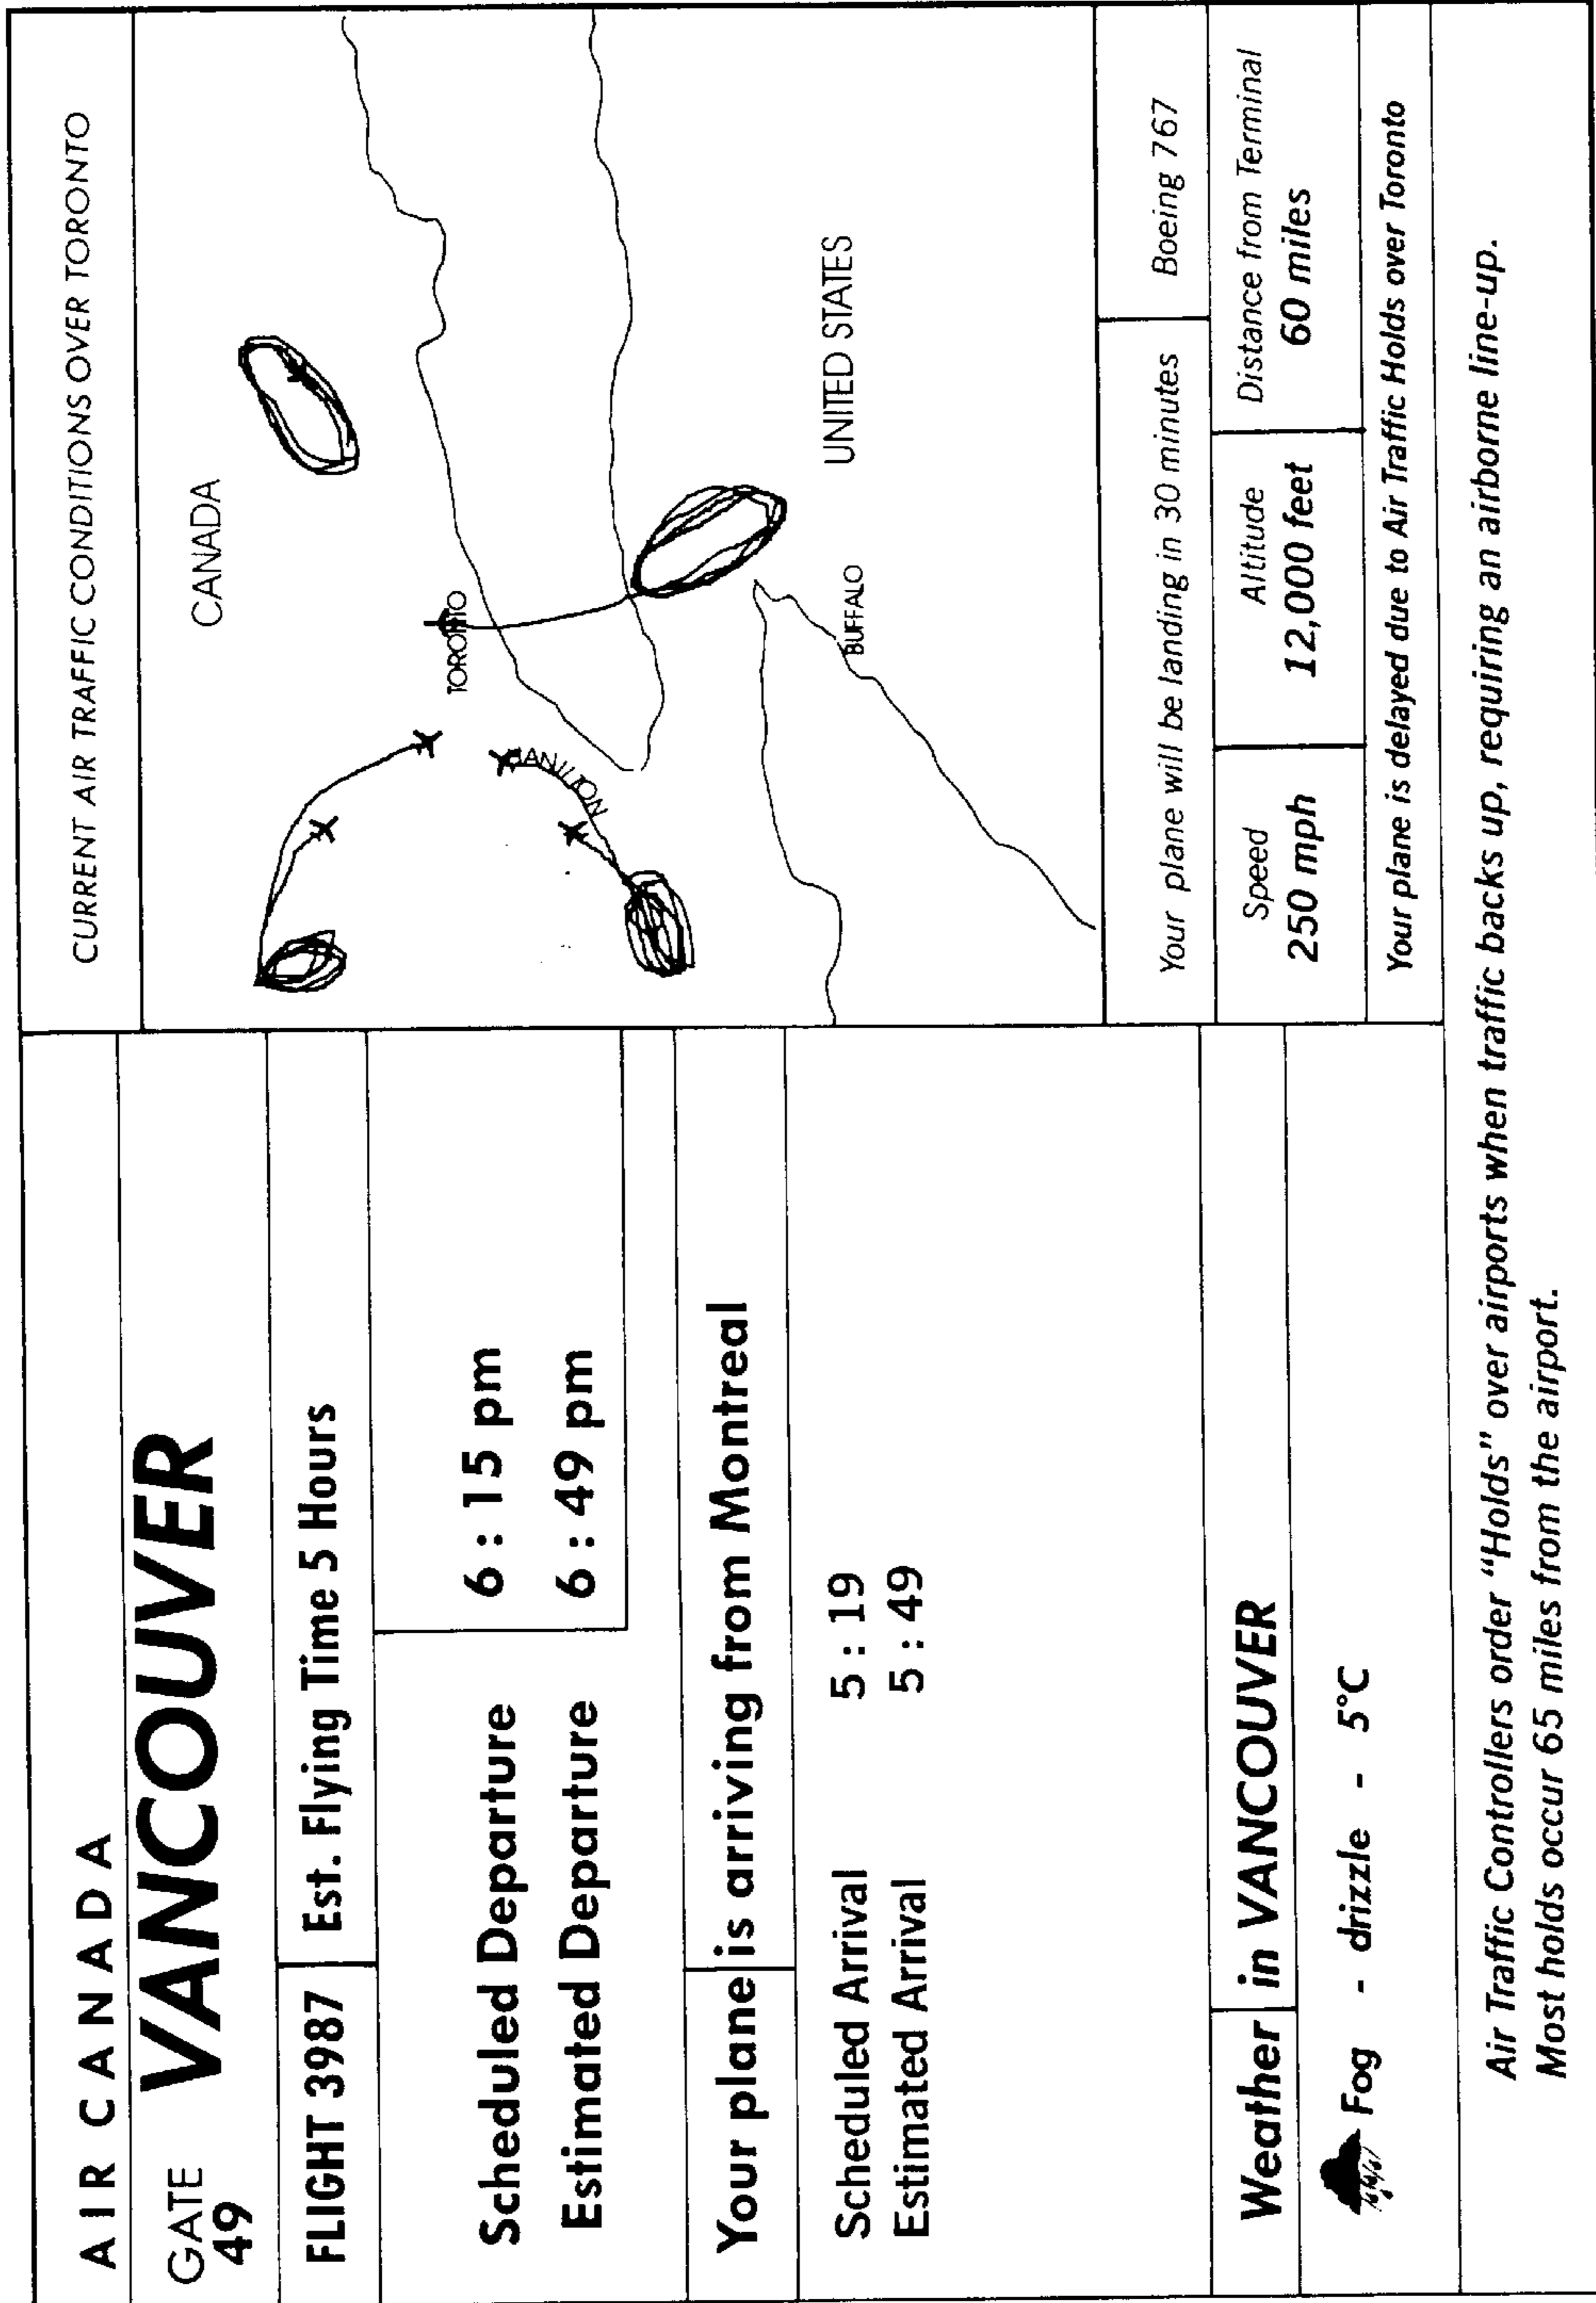 AIR CANADA
GATE
49
VANCOUVER
FLIGHT 3987
Est. Flying Time 5 Hours
Scheduled Departure 6 : 15 pm
Estimated Departure 6 : 49 pm
Your plane is arriving from Montreal
Scheduled Arrival 5 : 19
Estimated Arrival 5 : 49
Weather in VANCOUVER
Fog - drizzle - 5°C
CURRENT AIR TRAFFIC CONDITIONS OVER TORONTO
CANADA
TORONTO
HAMILTON
BUFFALO
UNITED STATES
Your plane will be landing in 30 minutes
Boeing 767
Speed
250 mph
Altitude
12,000 feet
Distance from Terminal
60 miles
Your plane is delayed due to Air Traffic Holds over Toronto
Air Traffic Controllers order "Holds" over airports when traffic backs up, requiring an airborne line-up.
Most holds occur 65 miles from the airport.